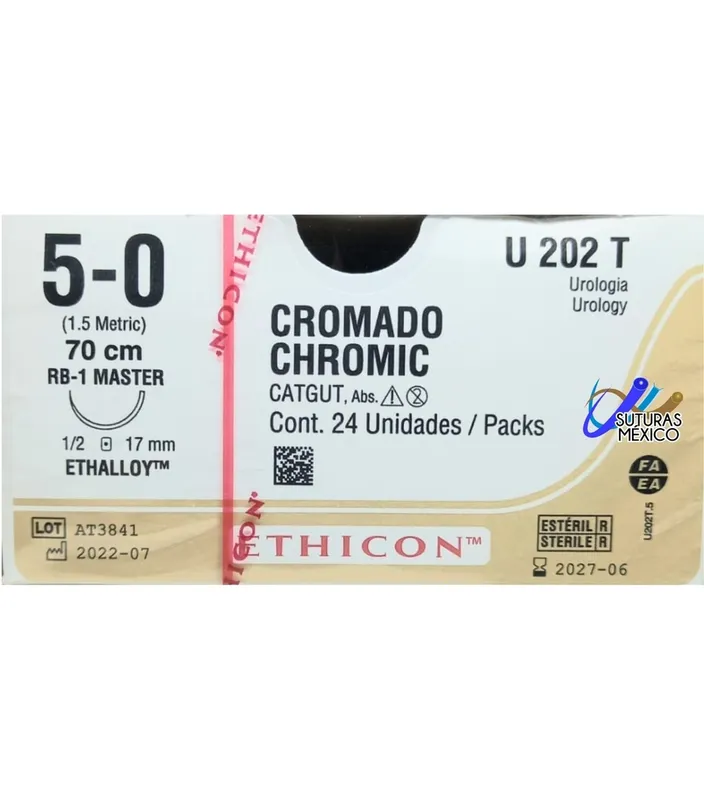 5-0
(1.5 Metric)
70 cm
RB-1 MASTER
1/2 17 mm
ETHALLOY™
LOT AT3841
2022-07
ETHICON
ETHICON
CROMADO
CHROMIC
CATGUT, Abs.
Cont. 24 Unidades / Packs
ETHICON™
U 202 T
Urologia
Urology
SUTURAS
MÉXICO
FA
EA
U202T.5
ESTÉRIL R
STERILE R
2027-06